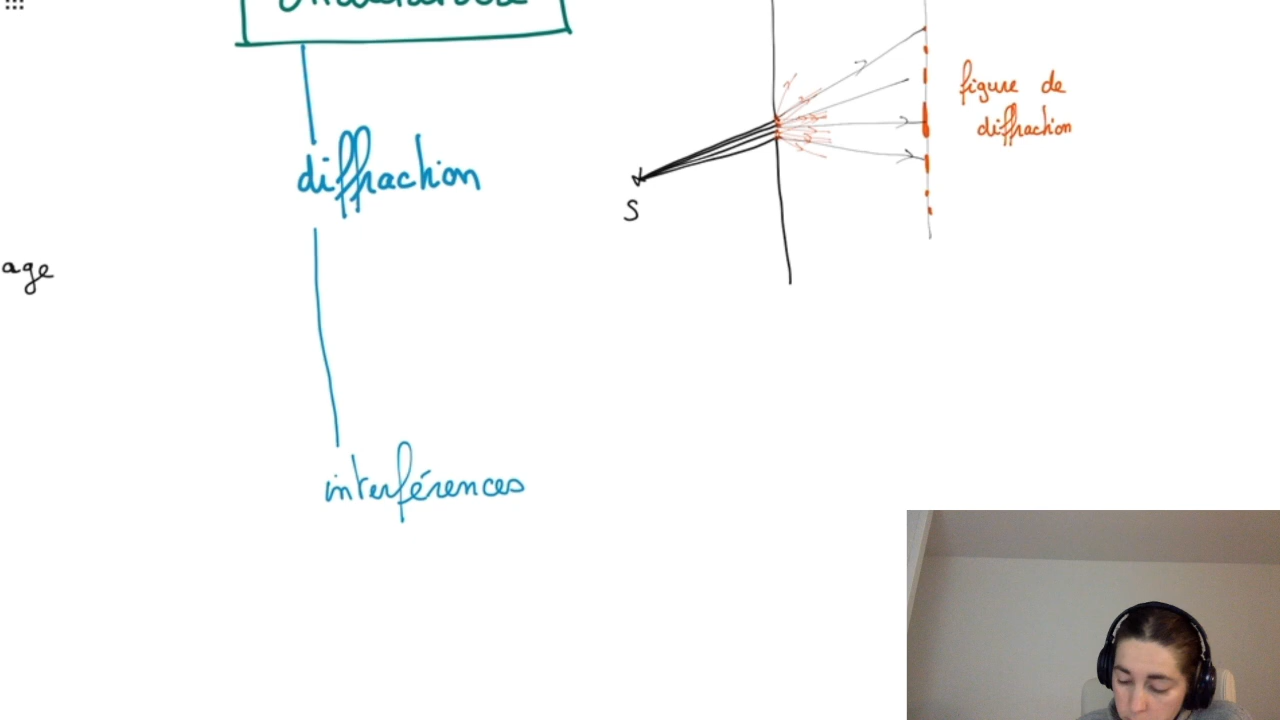 diffraction
S
figure de
diffraction
age
interférences